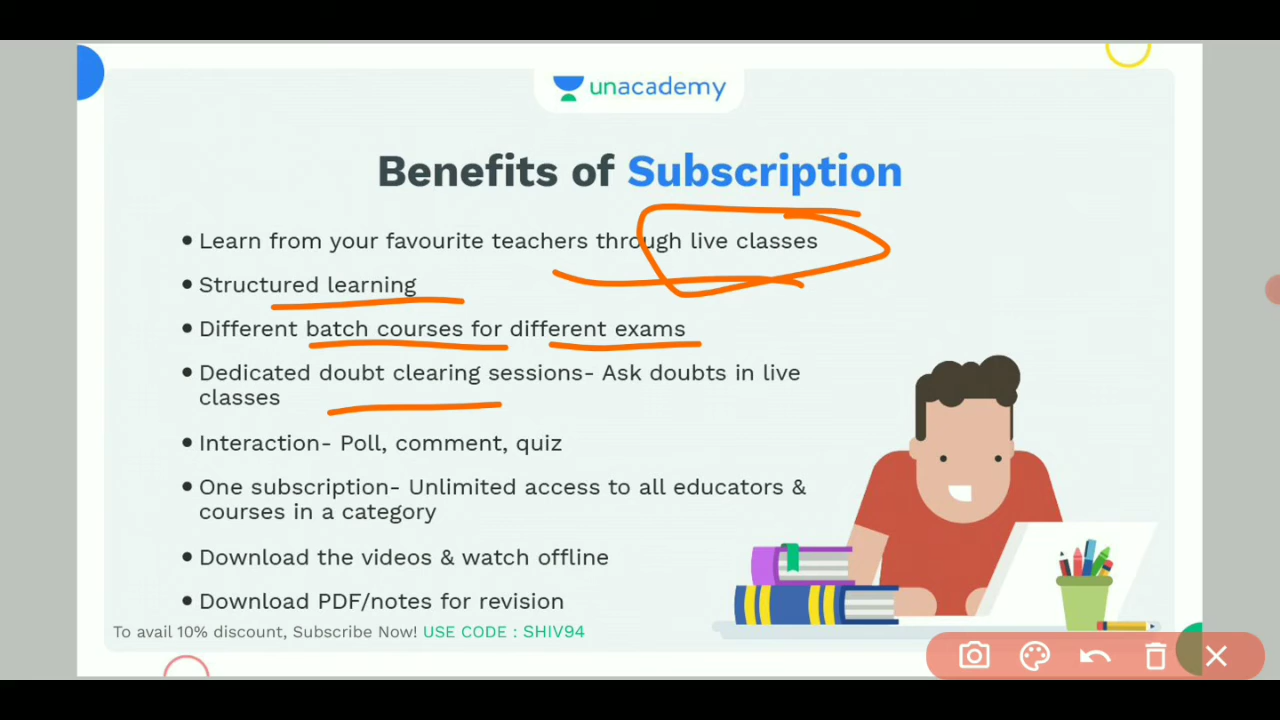 unacademy
Benefits of Subscription
• Learn from your favourite teachers through live classes
• Structured learning
• Different batch courses for different exams
• Dedicated doubt clearing sessions- Ask doubts in live
classes
• Interaction- Poll, comment, quiz
• One subscription- Unlimited access to all educators &
courses in a category
• Download the videos & watch offline
• Download PDF/notes for revision
To avail 10% discount, Subscribe Now! USE CODE : SHIV94